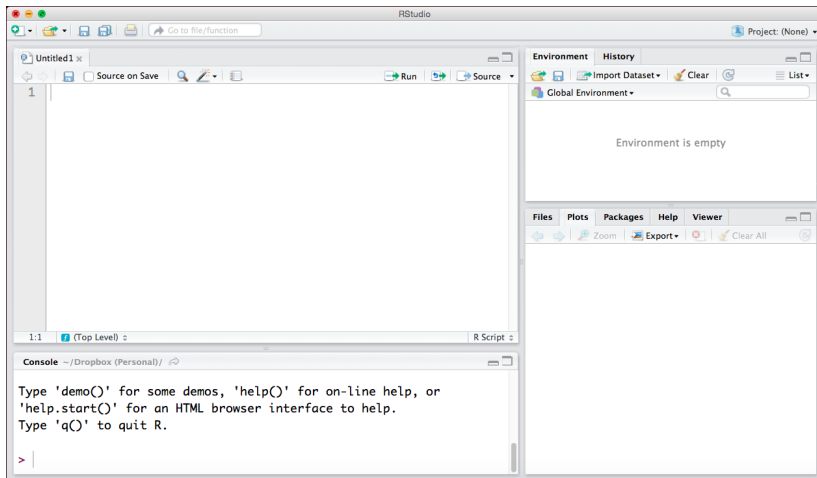 RStudio
Go to file/function
Project: (None)
Untitled1
Source on Save
Run
Source
1
1:1
(Top Level)
R Script
Console ~/Dropbox (Personal)/
Type 'demo()' for some demos, 'help()' for on-line help, or
'help.start()' for an HTML browser interface to help.
Type 'q()' to quit R.
>
Environment History
Import Dataset
Clear
List
Global Environment
Environment is empty
Files Plots Packages Help Viewer
Zoom
Export
Clear All